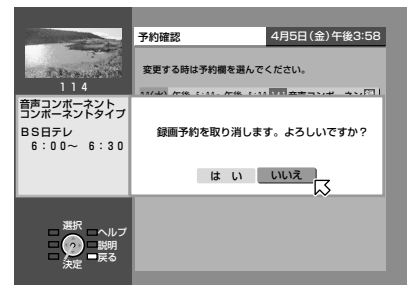 予約確認
4月5日(金)午後3:58
変更する時は予約欄を選んでください。
114
音声コンポーネント
コンポーネントタイプ
BS日テレ
6:00～ 6:30
録画予約を取り消します。よろしいですか?
はい
いいえ
選択
ヘルプ
?
説明
戻る
決定